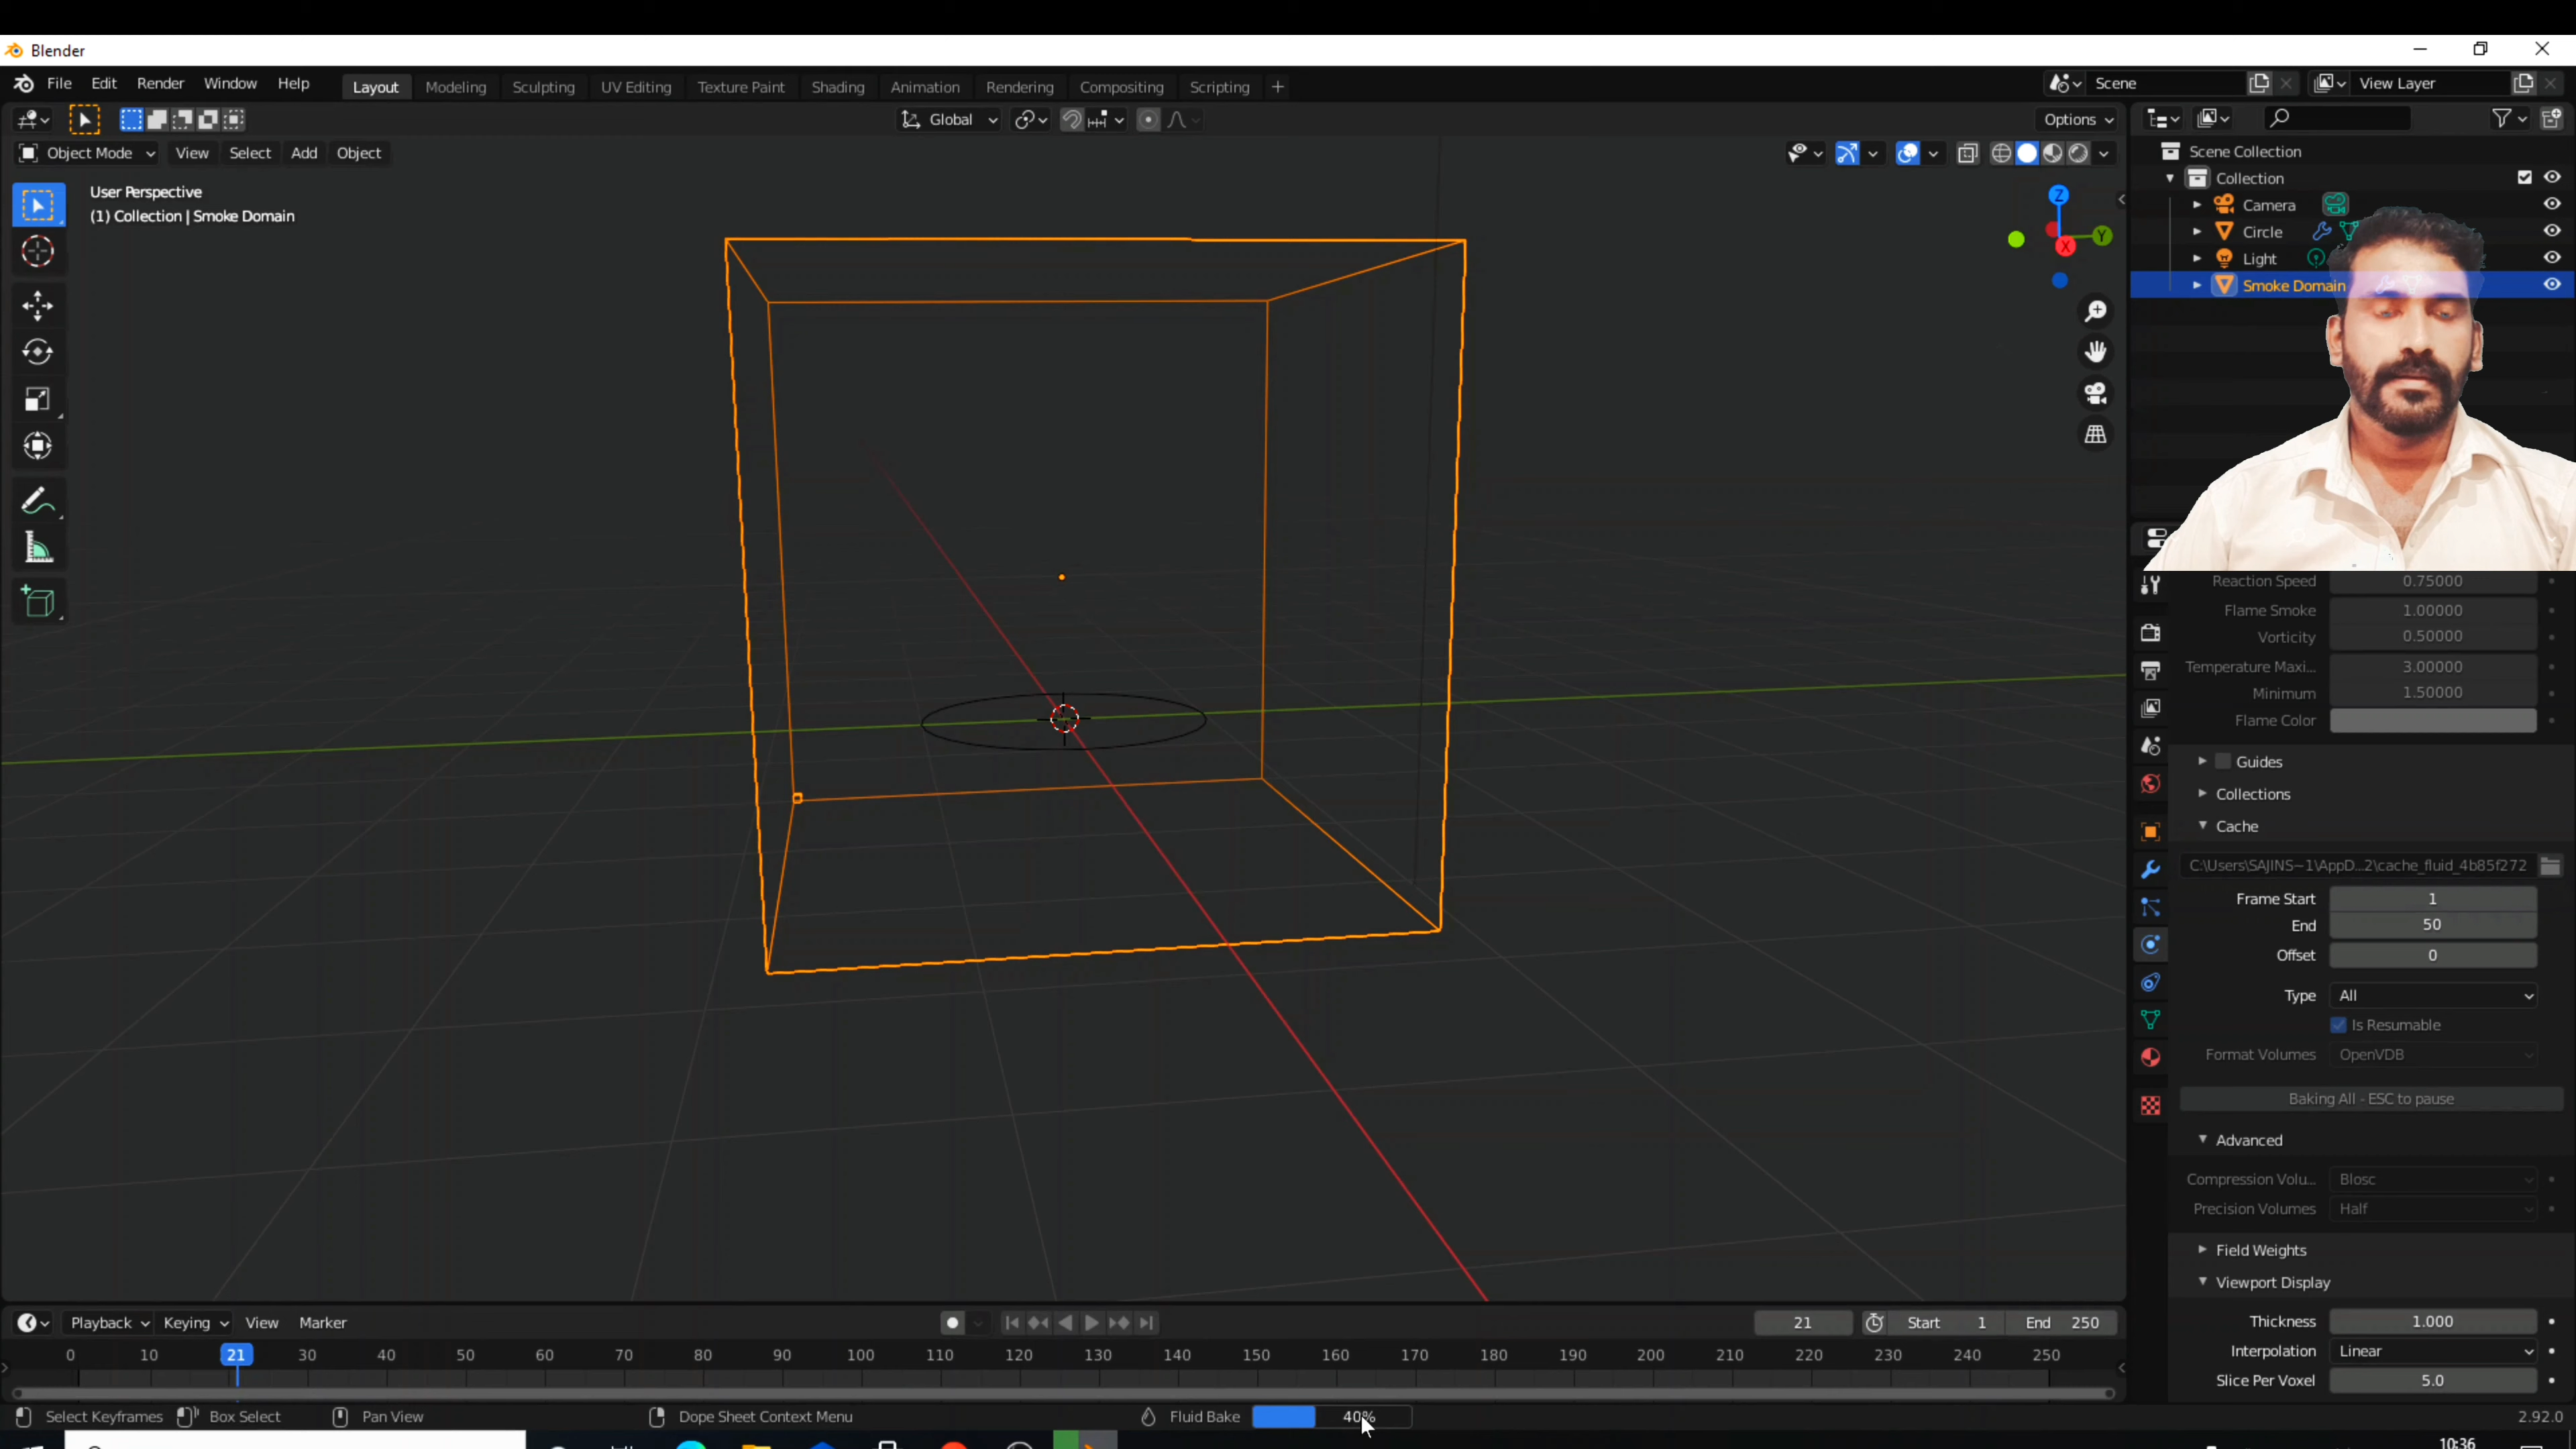 Blender
File Edit Render Window Help Layout Modeling Sculpting UV Editing Texture Paint Shading Animation Rendering Compositing Scripting + Scene View Layer
Global Options
Object Mode View Select Add Object
User Perspective
(1) Collection | Smoke Domain
Z
Y
X
Scene Collection
Collection
Camera
Circle
Light
Smoke Domain
Reaction Speed 0.75000
Flame Smoke 1.00000
Vorticity 0.50000
Temperature Maxi... 3.00000
Minimum 1.50000
Flame Color
Guides
Collections
Cache
C:\Users\SAJINS~1\AppD...2\cache_fluid_4b85f272
Frame Start 1
End 50
Offset 0
Type All
Is Resumable
Format Volumes OpenVDB
Baking All - ESC to pause
Advanced
Compression Volu... Blosc
Precision Volumes Half
Field Weights
Viewport Display
Thickness 1.000
Interpolation Linear
Slice Per Voxel 5.0
Playback Keying View Marker 21 Start 1 End 250
0 10 21 30 40 50 60 70 80 90 100 110 120 130 140 150 160 170 180 190 200 210 220 230 240 250
Select Keyframes Box Select Pan View Dope Sheet Context Menu Fluid Bake 40% 2.92.0
10:36